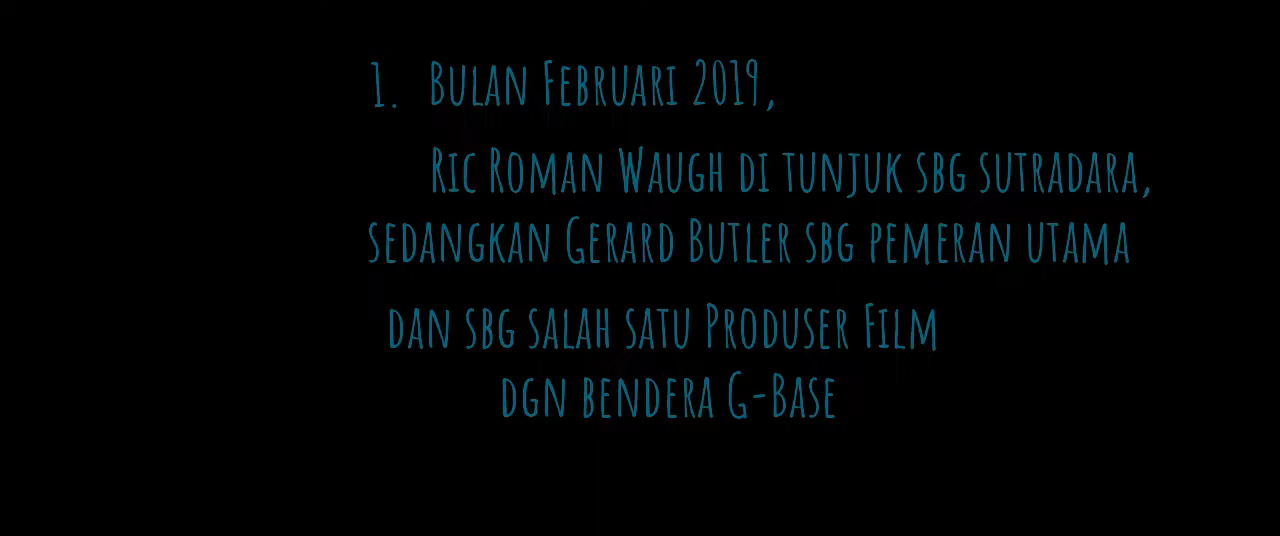 1. Bulan Februari 2019,
Ric Roman Waugh di tunjuk sbg sutradara,
sedangkan Gerard Butler sbg pemeran utama
dan sbg salah satu Produser Film
dgn bendera G-Base